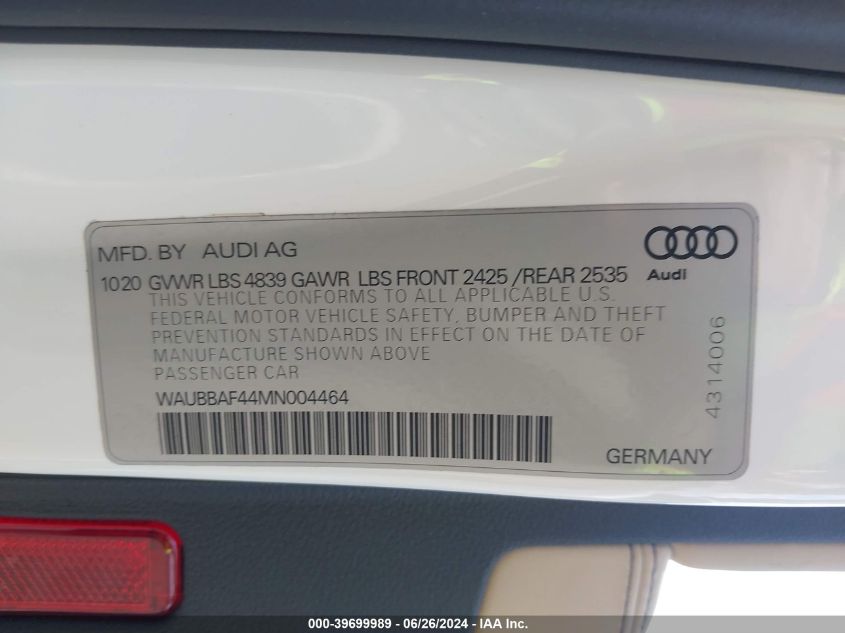 MFD. BY AUDI AG
1020 GVWR LBS 4839 GAWR LBS FRONT 2425 /REAR 2535
Audi
THIS VEHICLE CONFORMS TO ALL APPLICABLE U.S.
FEDERAL MOTOR VEHICLE SAFETY, BUMPER AND THEFT
PREVENTION STANDARDS IN EFFECT ON THE DATE OF
MANUFACTURE SHOWN ABOVE
PASSENGER CAR
WAUBBAF44MN004464
4314006
GERMANY
000-39699989 - 06/26/2024 - IAA Inc.